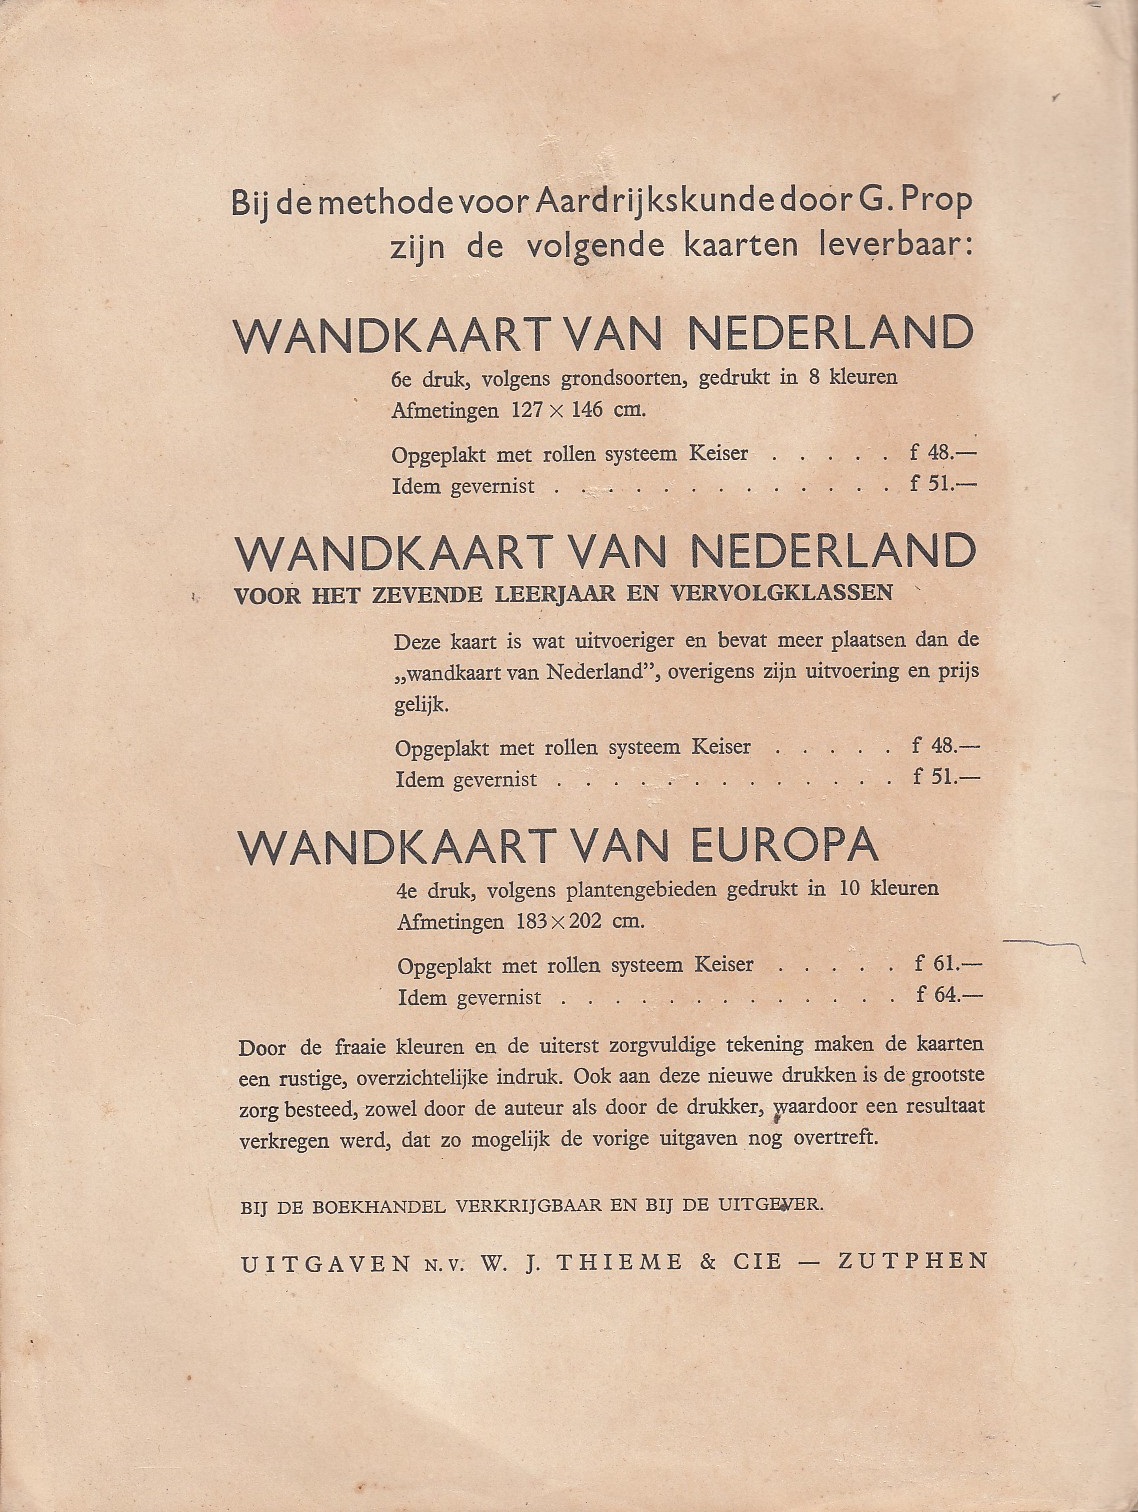 Bij de methode voor Aardrijkskunde door G. Prop
zijn de volgende kaarten leverbaar:
WANDKAART VAN NEDERLAND
6e druk, volgens grondsoorten, gedrukt in 8 kleuren
Afmetingen 127 × 146 cm.
Opgeplakt met rollen systeem Keiser . . . . . f 48.—
Idem gevernist . . . . . . . . . . . . . f 51.—
WANDKAART VAN NEDERLAND
VOOR HET ZEVENDE LEERJAAR EN VERVOLGKLASSEN
Deze kaart is wat uitvoeriger en bevat meer plaatsen dan de
„wandkaart van Nederland”, overigens zijn uitvoering en prijs
gelijk.
Opgeplakt met rollen systeem Keiser . . . . . f 48.—
Idem gevernist . . . . . . . . . . . . . f 51.—
WANDKAART VAN EUROPA
4e druk, volgens plantengebieden gedrukt in 10 kleuren
Afmetingen 183 × 202 cm.
Opgeplakt met rollen systeem Keiser . . . . . f 61.—
Idem gevernist . . . . . . . . . . . . . f 64.—
Door de fraaie kleuren en de uiterst zorgvuldige tekening maken de kaarten
een rustige, overzichtelijke indruk. Ook aan deze nieuwe drukken is de grootste
zorg besteed, zowel door de auteur als door de drukker, waardoor een resultaat
verkregen werd, dat zo mogelijk de vorige uitgaven nog overtreft.
BIJ DE BOEKHANDEL VERKRIJGBAAR EN BIJ DE UITGEVER.
UITGAVEN N.V. W. J. THIEME & CIE — ZUTPHEN